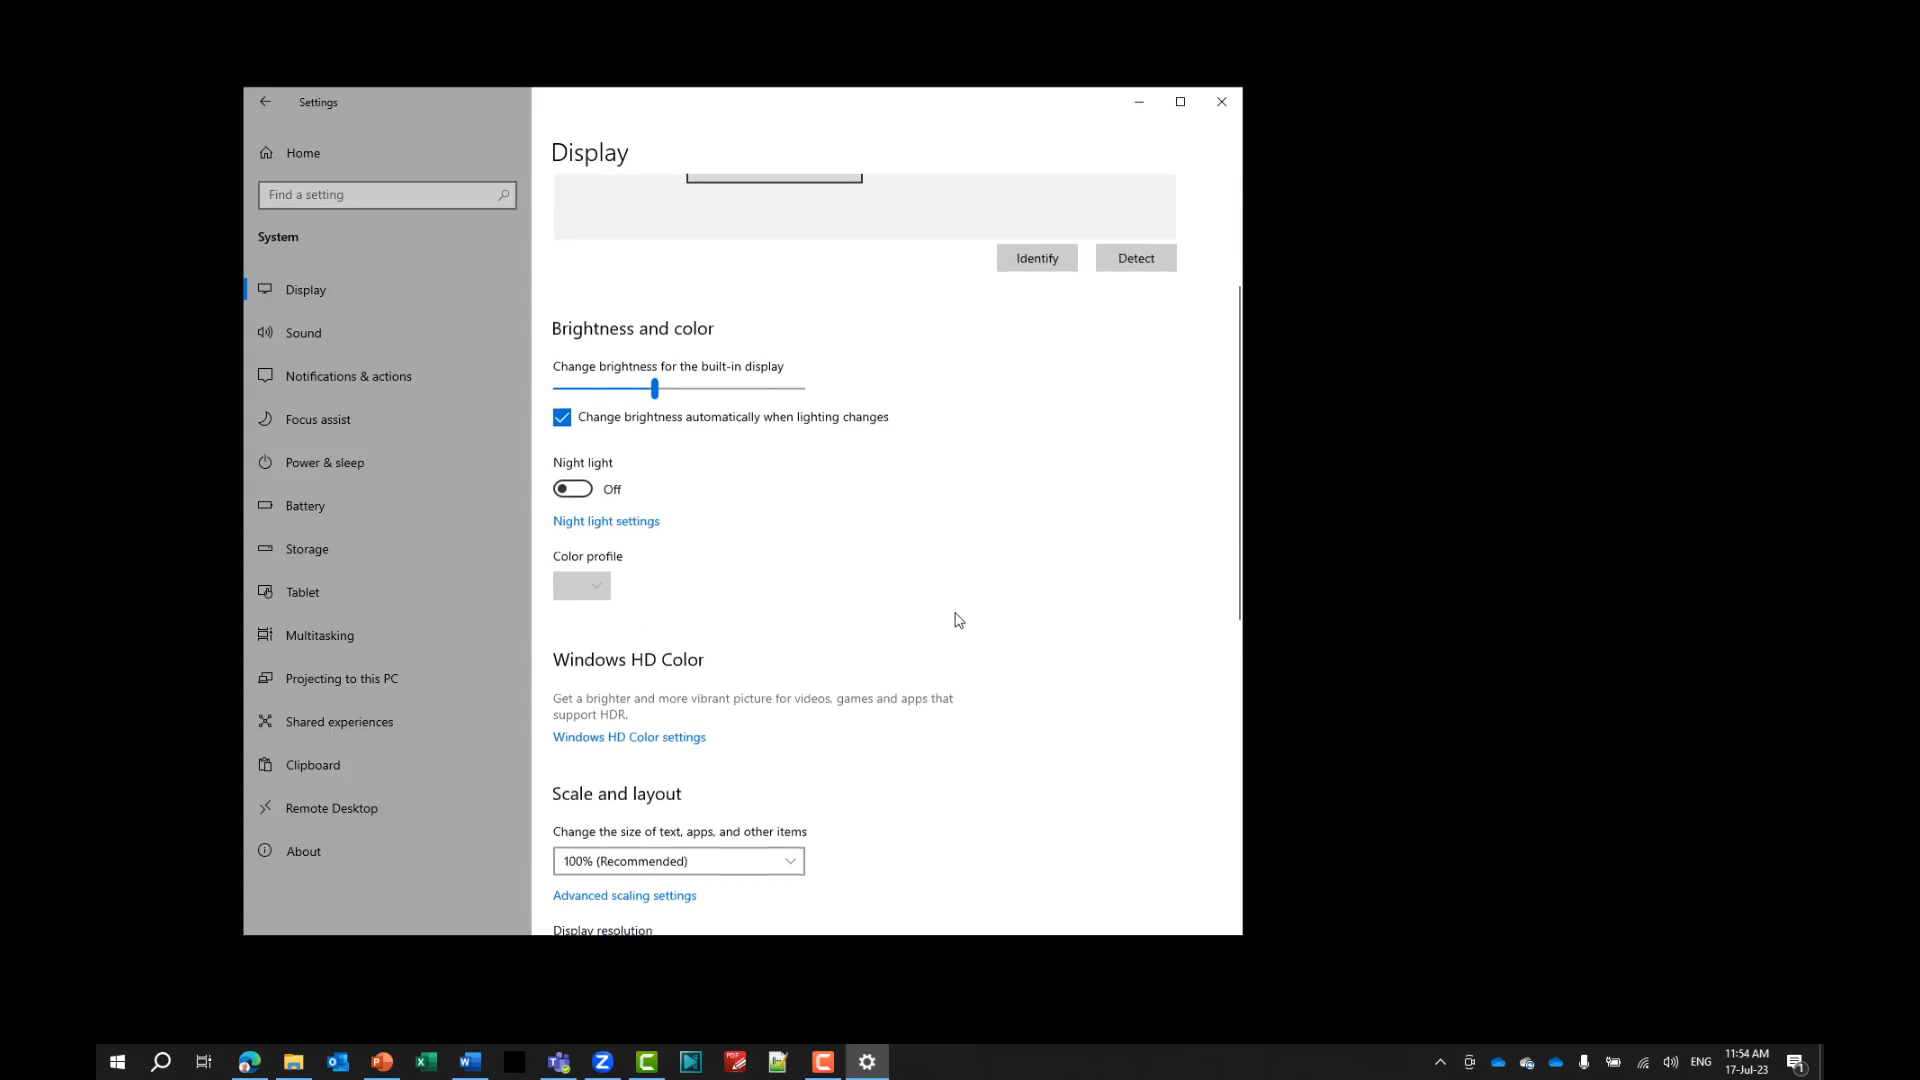 Settings
Home
Find a setting
System
Display
Sound
Notifications & actions
Focus assist
Power & sleep
Battery
Storage
Tablet
Multitasking
Projecting to this PC
Shared experiences
Clipboard
Remote Desktop
About
Display
Identify
Detect
Brightness and color
Change brightness for the built-in display
Change brightness automatically when lighting changes
Night light
Off
Night light settings
Color profile
Windows HD Color
Get a brighter and more vibrant picture for videos, games and apps that
support HDR.
Windows HD Color settings
Scale and layout
Change the size of text, apps, and other items
100% (Recommended)
Advanced scaling settings
Display resolution
ENG
11:54 AM
17-Jul-23
1